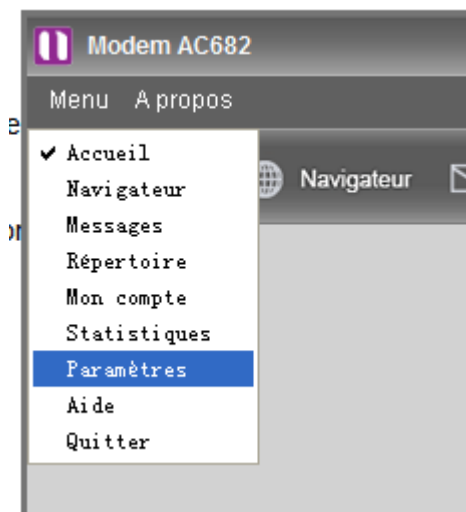 Modem AC682
Menu A propos
Accueil
Navigateur
Navigateur
Messages
Répertoire
Mon compte
Statistiques
Paramètres
Aide
Quitter